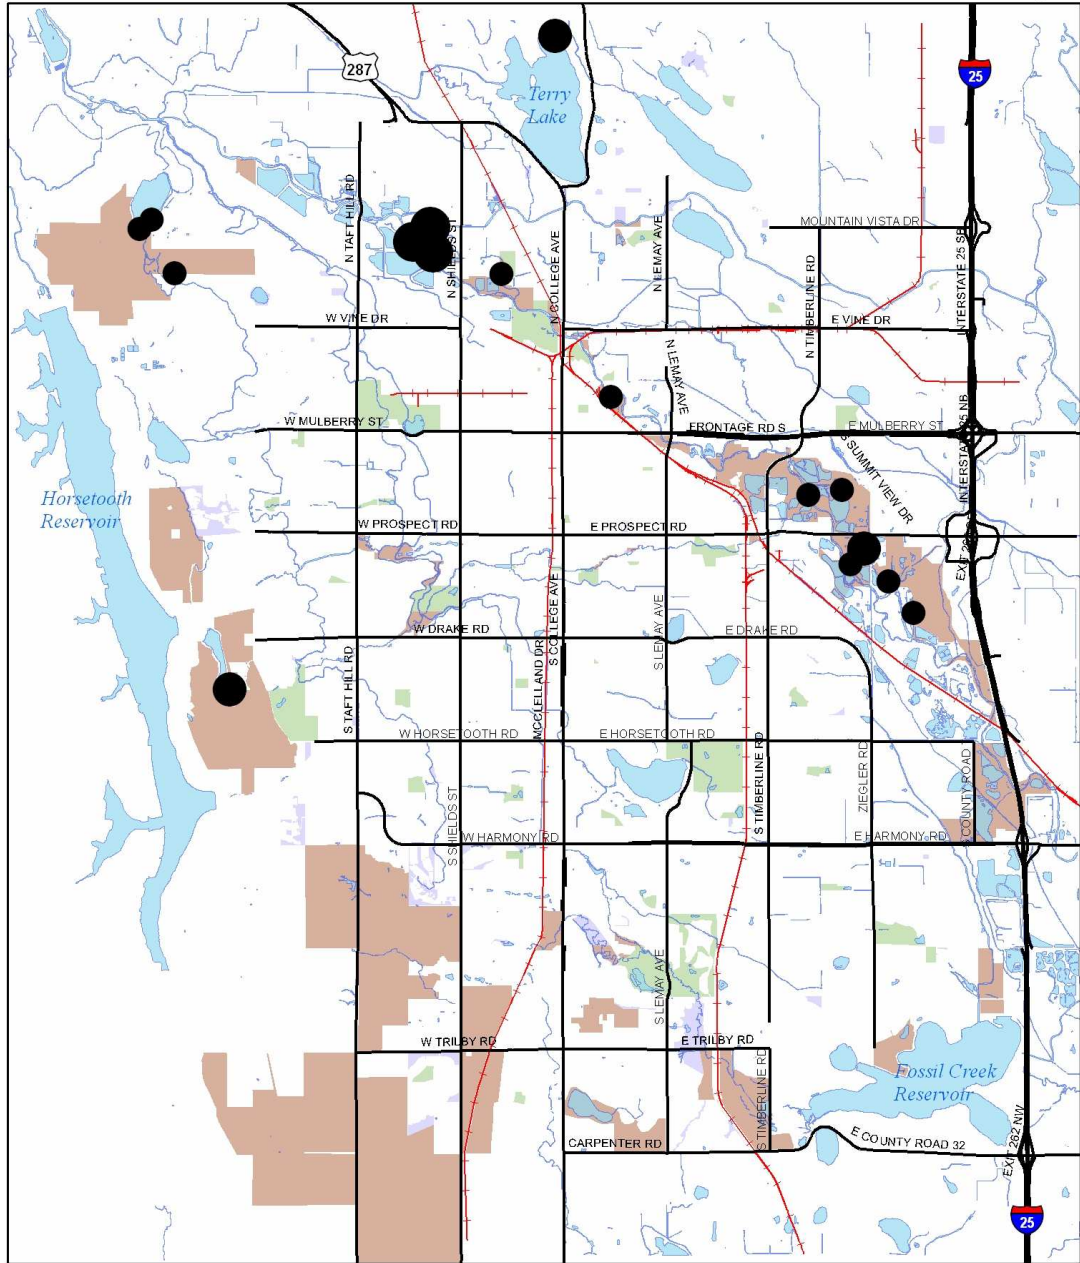 25
287
Terry
Lake
N TAFT HILL RD
N SHIELDS ST
N COLLEGE AVE
N LEMAY AVE
MOUNTAIN VISTA DR
INTERSTATE 25 SB
N TIMBERLINE RD
W VINE DR
E VINE DR
N LEMAY AVE
W MULBERRY ST
FRONTAGE RD S
E MULBERRY ST
INTERSTATE 25 NB
S SUMMIT VIEW DR
Horsetooth
Reservoir
W PROSPECT RD
E PROSPECT RD
S COLLEGE AVE
S LEMAY AVE
W DRAKE RD
E DRAKE RD
S TAFT HILL RD
MCCLELLAND DR
W HORSETOOTH RD
E HORSETOOTH RD
S TIMBERLINE RD
ZIEGLER RD
S COUNTY ROAD
S SHIELDS ST
W HARMONY RD
E HARMONY RD
S LEMAY AVE
W TRILBY RD
E TRILBY RD
S TIMBERLINE RD
Fossil Creek
Reservoir
CARPENTER RD
E COUNTY ROAD 32
EXIT 262 NW
25